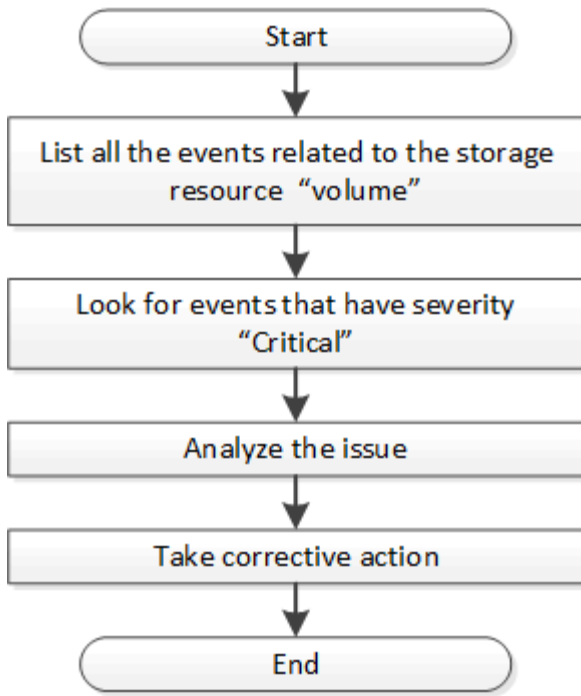 Start
List all the events related to the storage
resource “volume”
Look for events that have severity
“Critical”
Analyze the issue
Take corrective action
End